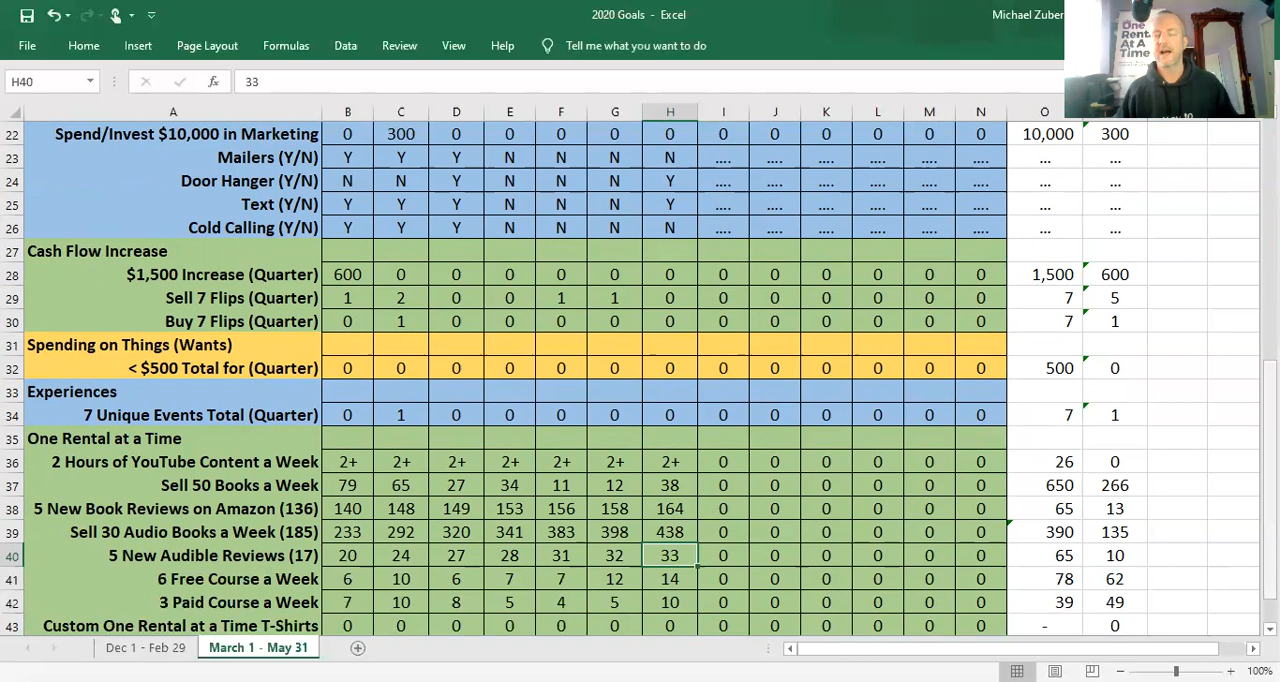 2020 Goals - Excel
Michael Zuber
One
Rental
At A
Time
File Home Insert Page Layout Formulas Data Review View Help Tell me what you want to do
H40 fx 33
A B C D E F G H I J K L M N O
22 Spend/Invest $10,000 in Marketing 0 300 0 0 0 0 0 0 0 0 0 0 0 10,000 300
23 Mailers (Y/N) Y Y Y N N N N .... .... .... .... .... .... ... ...
24 Door Hanger (Y/N) N N Y N N N Y .... .... .... .... .... .... ... ...
25 Text (Y/N) Y Y Y N N N Y .... .... .... .... .... .... ... ...
26 Cold Calling (Y/N) Y Y Y N N N N .... .... .... .... .... .... ... ...
27 Cash Flow Increase
28 $1,500 Increase (Quarter) 600 0 0 0 0 0 0 0 0 0 0 0 0 1,500 600
29 Sell 7 Flips (Quarter) 1 2 0 0 1 1 0 0 0 0 0 0 0 7 5
30 Buy 7 Flips (Quarter) 0 1 0 0 0 0 0 0 0 0 0 0 0 7 1
31 Spending on Things (Wants)
32 < $500 Total for (Quarter) 0 0 0 0 0 0 0 0 0 0 0 0 0 500 0
33 Experiences
34 7 Unique Events Total (Quarter) 0 1 0 0 0 0 0 0 0 0 0 0 0 7 1
35 One Rental at a Time
36 2 Hours of YouTube Content a Week 2+ 2+ 2+ 2+ 2+ 2+ 2+ 0 0 0 0 0 0 26 0
37 Sell 50 Books a Week 79 65 27 34 11 12 38 0 0 0 0 0 0 650 266
38 5 New Book Reviews on Amazon (136) 140 148 149 153 156 158 164 0 0 0 0 0 0 65 13
39 Sell 30 Audio Books a Week (185) 233 292 320 341 383 398 438 0 0 0 0 0 0 390 135
40 5 New Audible Reviews (17) 20 24 27 28 31 32 33 0 0 0 0 0 0 65 10
41 6 Free Course a Week 6 10 6 7 7 12 14 0 0 0 0 0 0 78 62
42 3 Paid Course a Week 7 10 8 5 4 5 10 0 0 0 0 0 0 39 49
43 Custom One Rental at a Time T-Shirts 0 0 0 0 0 0 0 0 0 0 0 0 0 - 0
Dec 1 - Feb 29 March 1 - May 31
100%